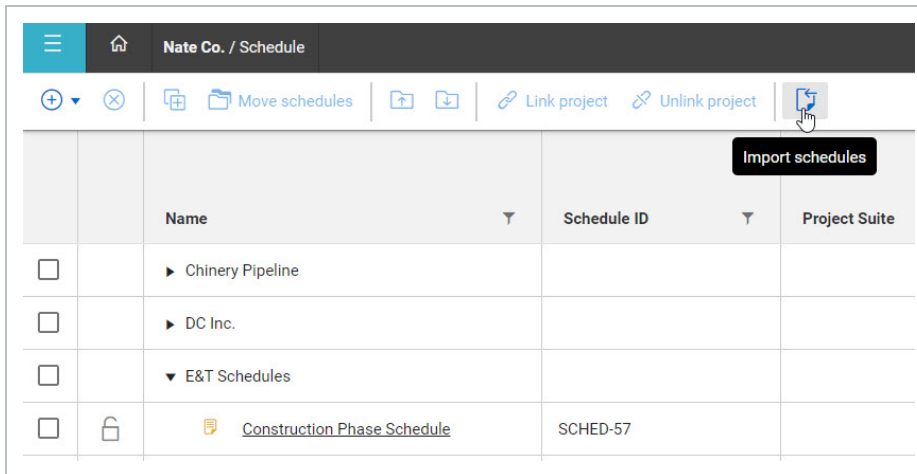 Nate Co. / Schedule
Move schedules Link project Unlink project
Import schedules
Name Schedule ID Project Suite
Chinery Pipeline
DC Inc.
E&T Schedules
Construction Phase Schedule SCHED-57